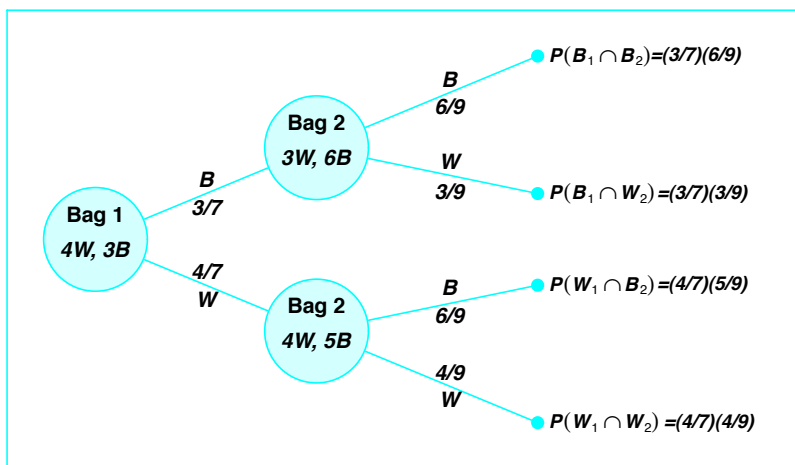 Bag 1
4W, 3B
B
3/7
4/7
W
Bag 2
3W, 6B
B
6/9
W
3/9
Bag 2
4W, 5B
B
6/9
4/9
W
P(B₁ ∩ B₂)=(3/7)(6/9)
P(B₁ ∩ W₂)=(3/7)(3/9)
P(W₁ ∩ B₂)=(4/7)(5/9)
P(W₁ ∩ W₂) =(4/7)(4/9)